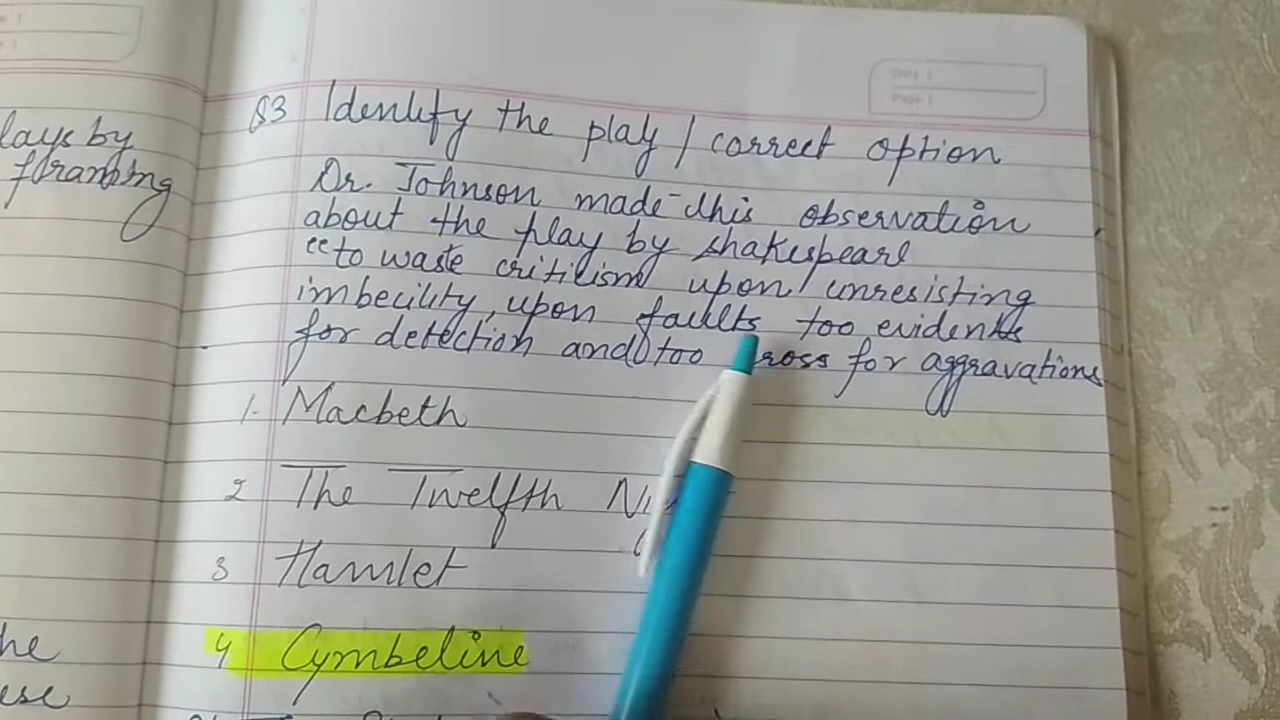 lays by
framing
Q3 Identify the play / correct option
Dr. Johnson made this observation
about the play by shakespeare
"to waste critilism upon unresisting
imbecility, upon faults too evidents
for detection and too gross for aggravations
1. Macbeth
2 The Twelfth
3 Hamlet
4 Cymbeline
he
ese